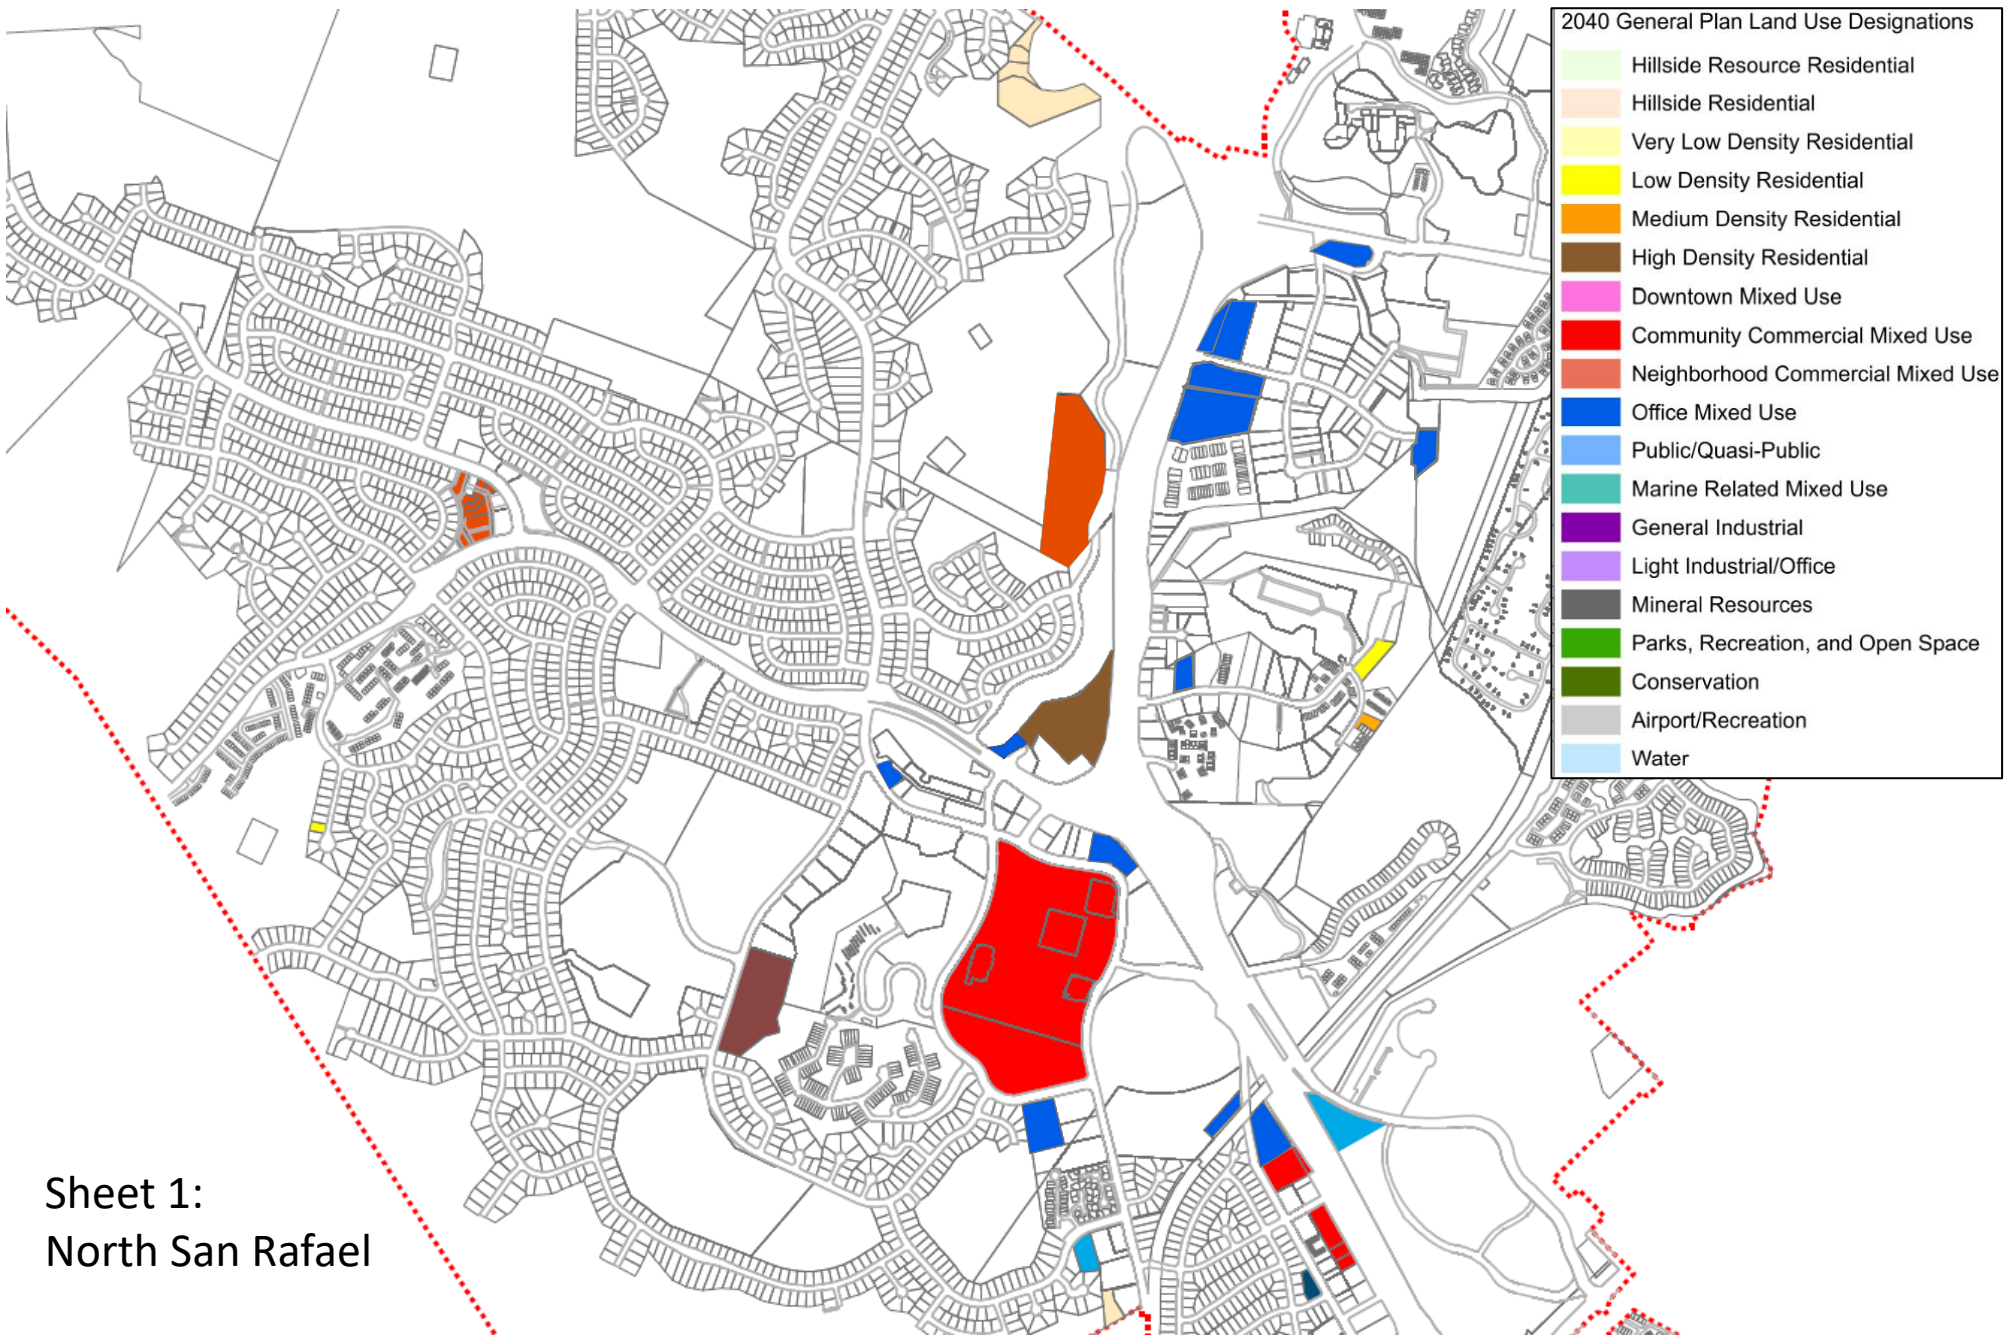 2040 General Plan Land Use Designations
Hillside Resource Residential
Hillside Residential
Very Low Density Residential
Low Density Residential
Medium Density Residential
High Density Residential
Downtown Mixed Use
Community Commercial Mixed Use
Neighborhood Commercial Mixed Use
Office Mixed Use
Public/Quasi-Public
Marine Related Mixed Use
General Industrial
Light Industrial/Office
Mineral Resources
Parks, Recreation, and Open Space
Conservation
Airport/Recreation
Water
Sheet 1:
North San Rafael